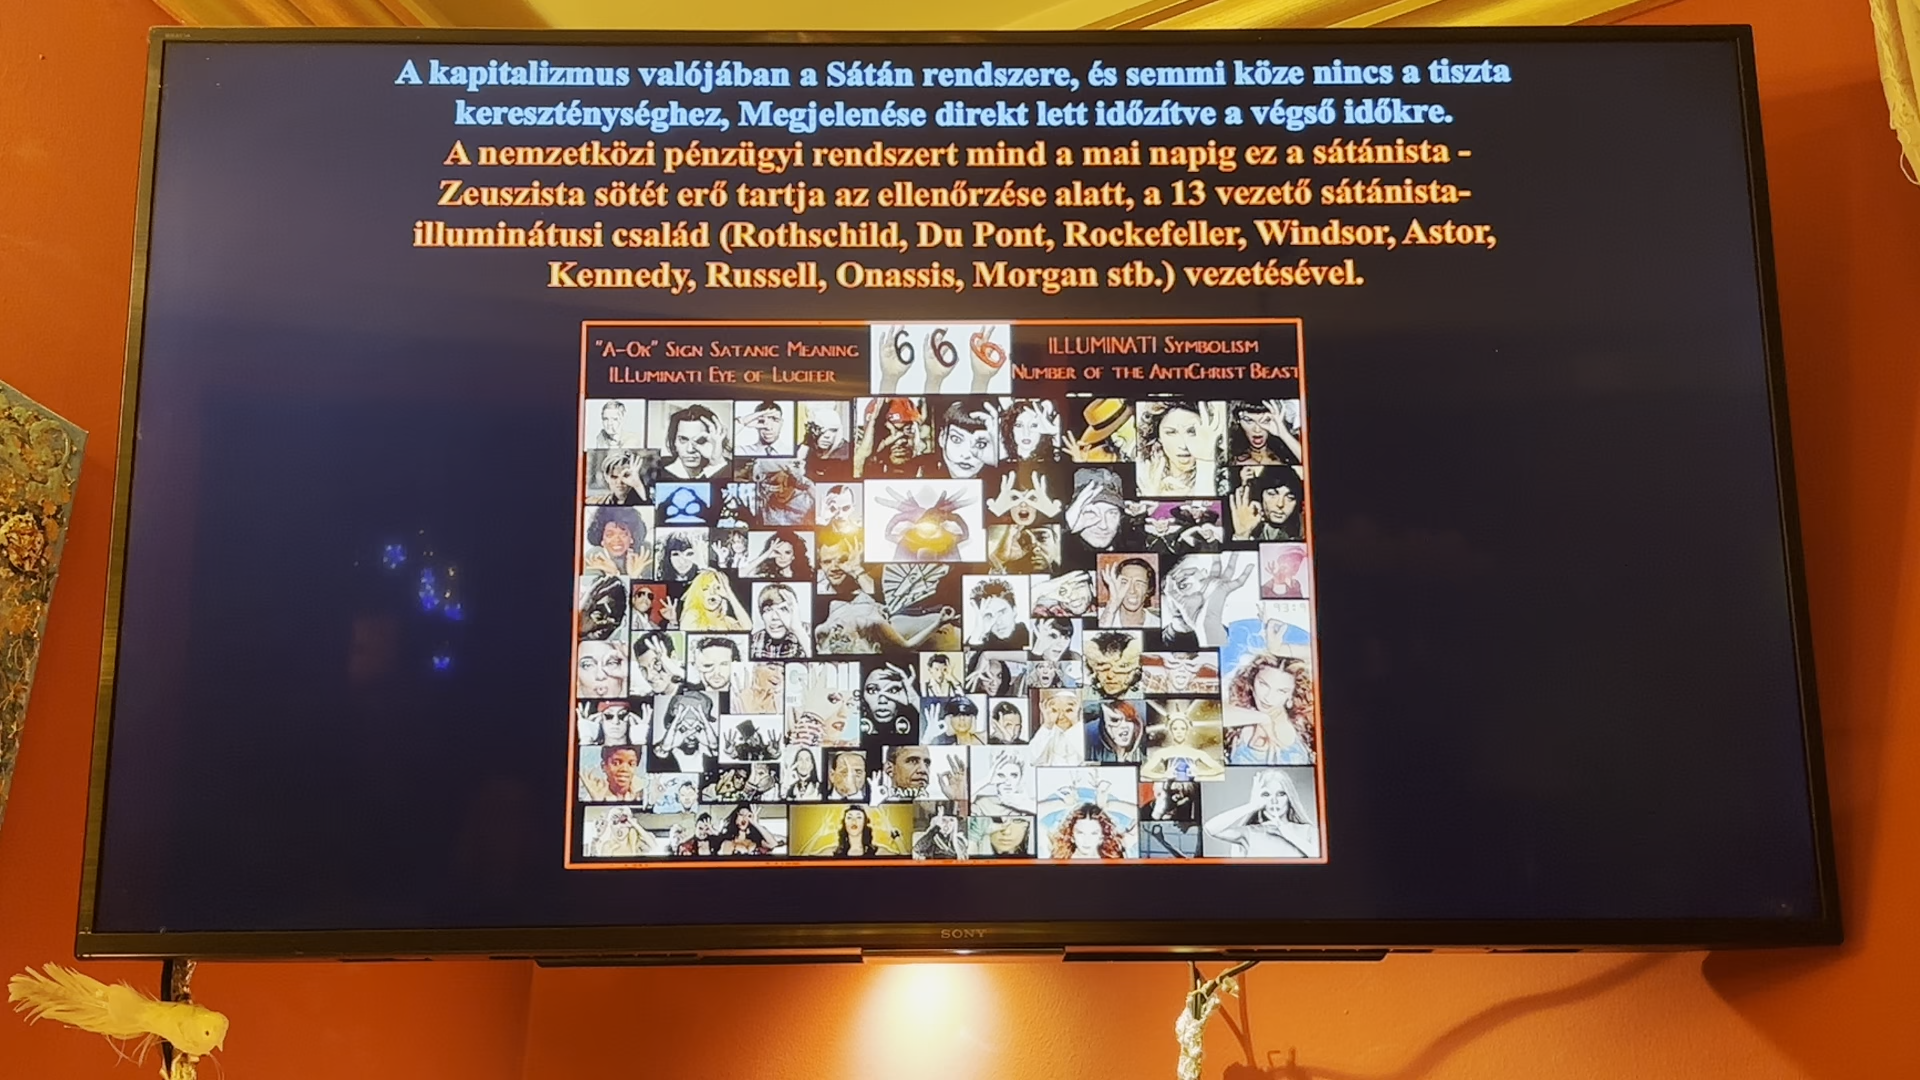 A kapitalizmus valójában a Sátán rendszere, és semmi köze nincs a tiszta
kereszténységhez, Megjelenése direkt lett időzítve a végső időkre.
A nemzetközi pénzügyi rendszert mind a mai napig ez a sátánista -
Zeuszista sötét erő tartja az ellenőrzése alatt, a 13 vezető sátánista-
illuminátusi család (Rothschild, Du Pont, Rockefeller, Windsor, Astor,
Kennedy, Russell, Onassis, Morgan stb.) vezetésével.
"A-Ok" Sign Satanic Meaning
Illuminati Eye of Lucifer
666
ILLUMINATI Symbolism
Number of the AntiChrist Beast
SONY